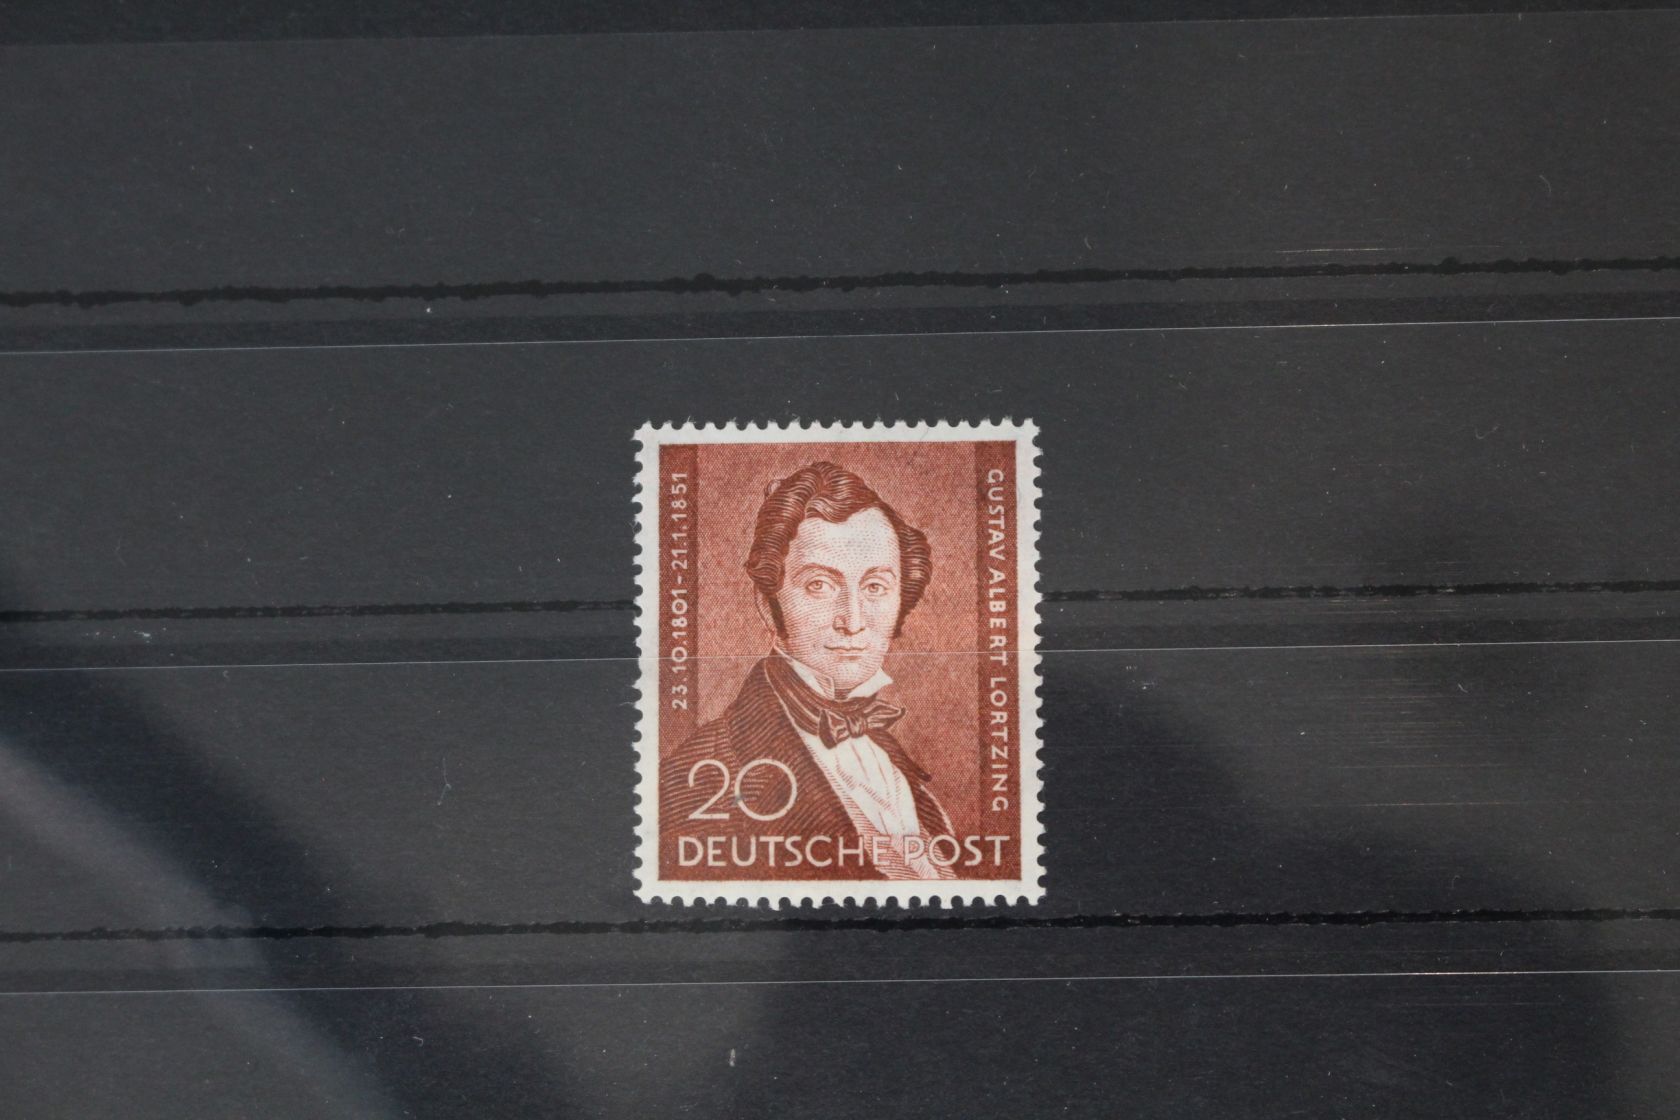 23.10.1801-21.1.1851
GUSTAV ALBERT LORTZING
20
DEUTSCHE POST